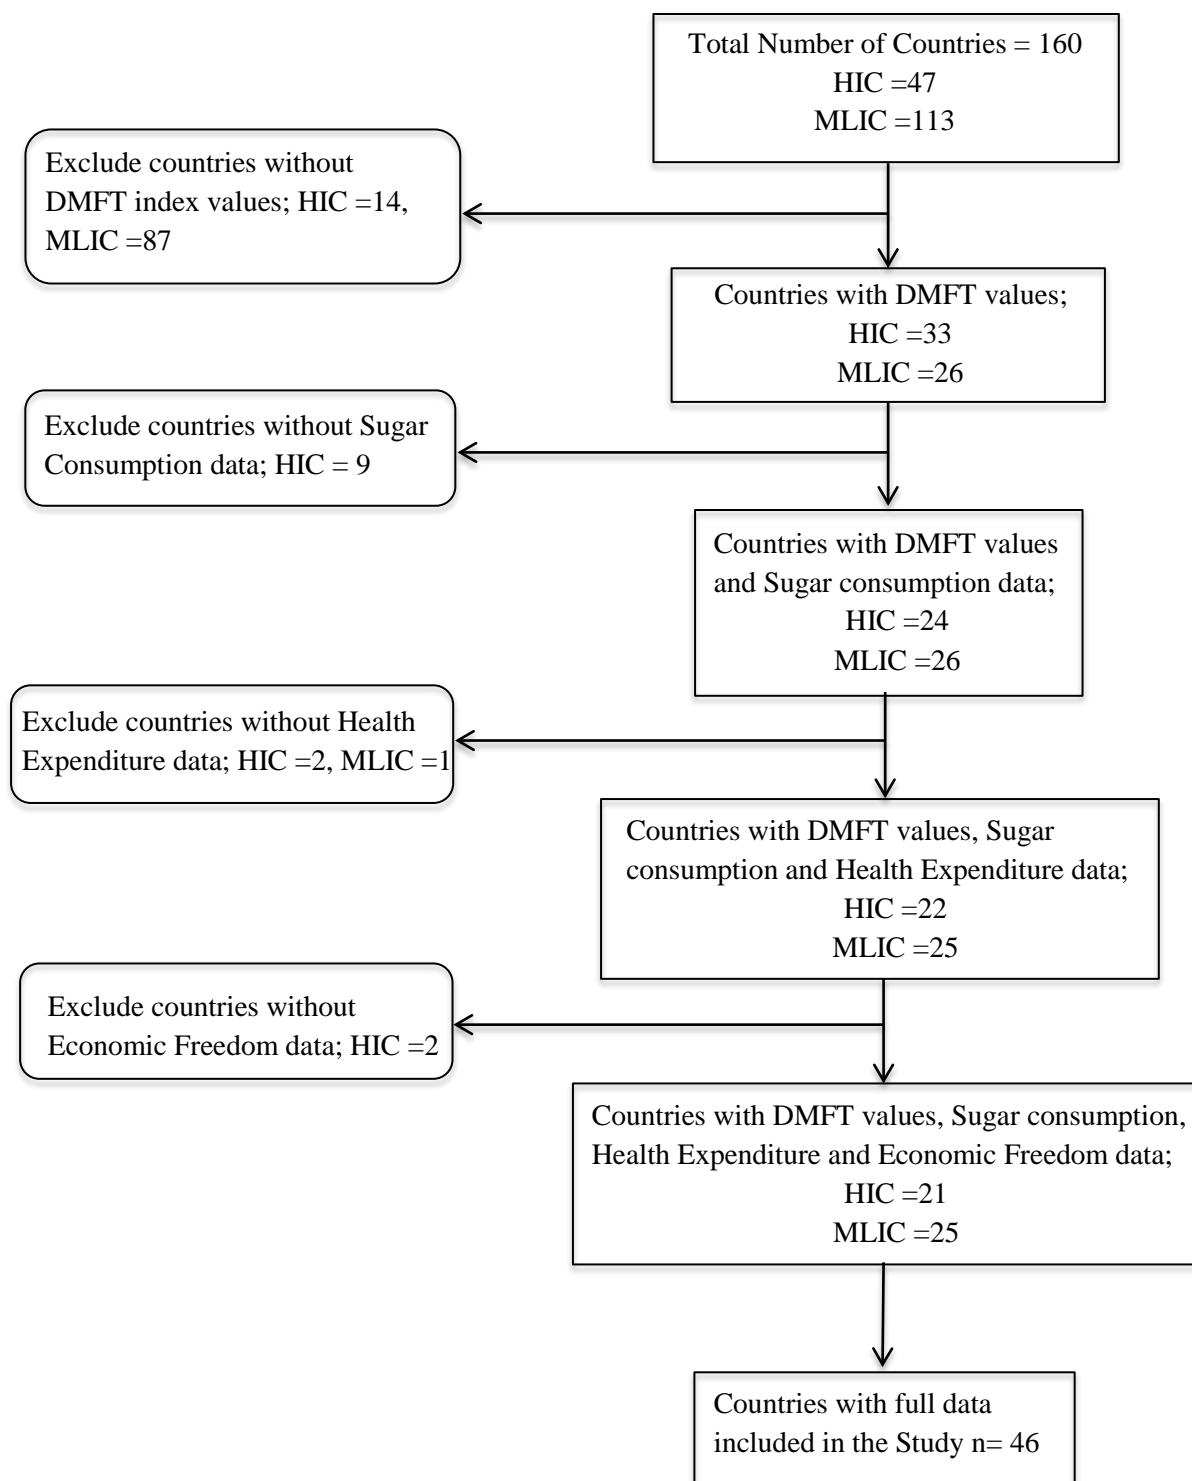 Total Number of Countries = 160
HIC =47
MLIC =113
Exclude countries without
DMFT index values; HIC =14,
MLIC =87
Countries with DMFT values;
HIC =33
MLIC =26
Exclude countries without Sugar
Consumption data; HIC = 9
Countries with DMFT values
and Sugar consumption data;
HIC =24
MLIC =26
Exclude countries without Health
Expenditure data; HIC =2, MLIC =1
Countries with DMFT values, Sugar
consumption and Health Expenditure data;
HIC =22
MLIC =25
Exclude countries without
Economic Freedom data; HIC =2
Countries with DMFT values, Sugar consumption,
Health Expenditure and Economic Freedom data;
HIC =21
MLIC =25
Countries with full data
included in the Study n= 46